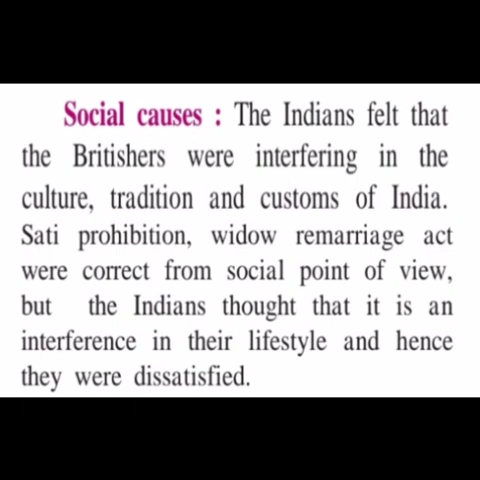 Social causes : The Indians felt that
the Britishers were interfering in the
culture, tradition and customs of India.
Sati prohibition, widow remarriage act
were correct from social point of view,
but the Indians thought that it is an
interference in their lifestyle and hence
they were dissatisfied.